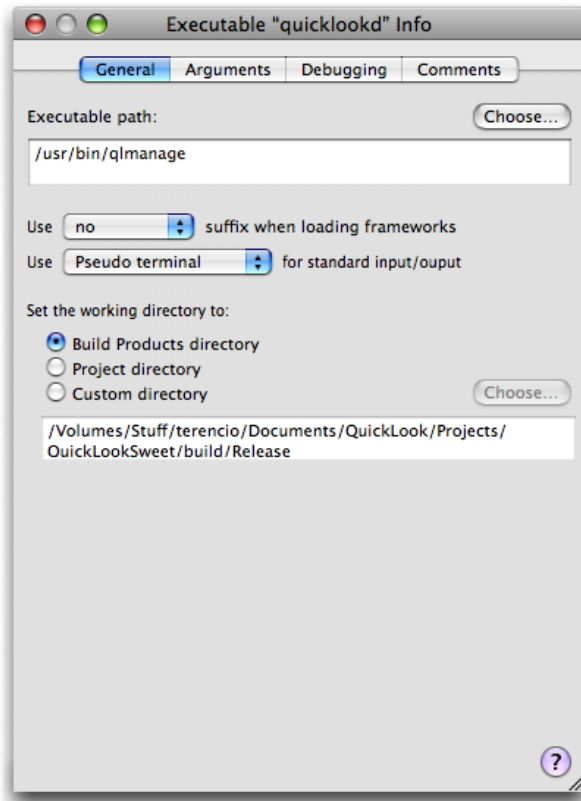 Executable “quicklookd” Info
General Arguments Debugging Comments
Executable path: Choose...
/usr/bin/qlmanage
Use no suffix when loading frameworks
Use Pseudo terminal for standard input/ouput
Set the working directory to:
Build Products directory
Project directory
Custom directory Choose...
/Volumes/Stuff/terencio/Documents/QuickLook/Projects/
QuickLookSweet/build/Release
?